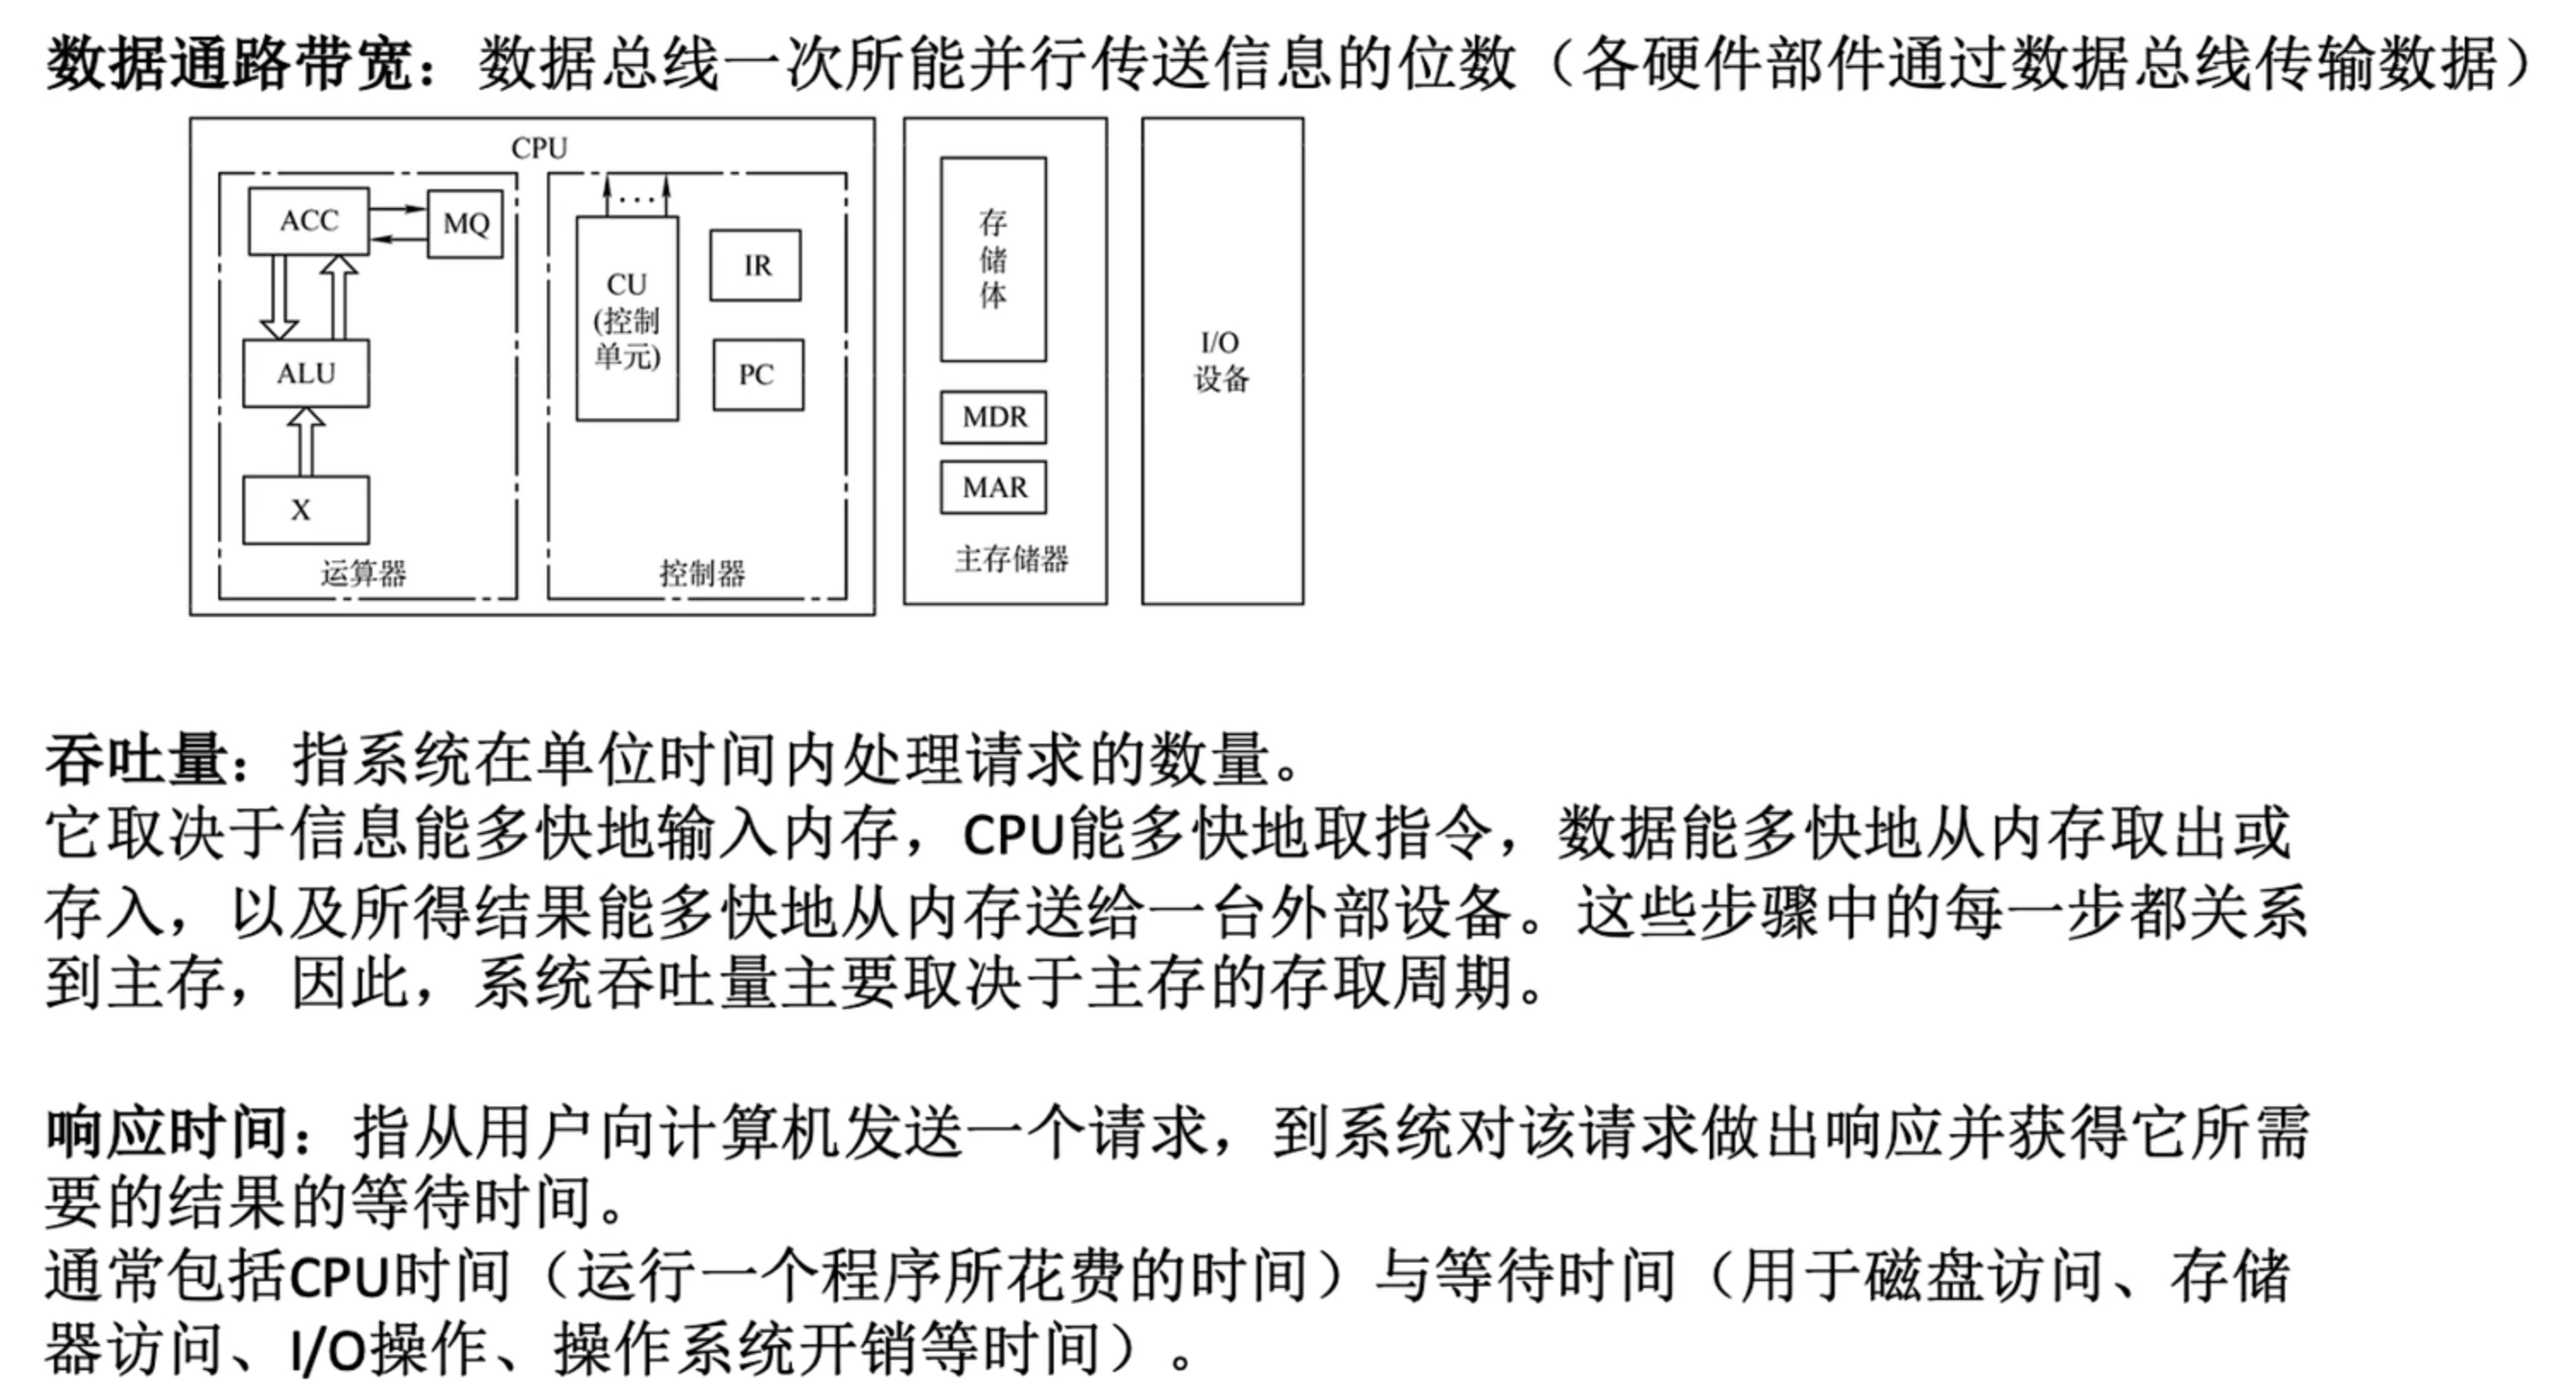 数据通路带宽：数据总线一次所能并行传送信息的位数（各硬件部件通过数据总线传输数据）
CPU
ACC
MQ
ALU
X
运算器
...
CU
(控制
单元)
IR
PC
控制器
存
储
体
MDR
MAR
主存储器
I/O
设备
吞吐量：指系统在单位时间内处理请求的数量。
它取决于信息能多快地输入内存，CPU能多快地取指令，数据能多快地从内存取出或
存入，以及所得结果能多快地从内存送给一台外部设备。这些步骤中的每一步都关系
到主存，因此，系统吞吐量主要取决于主存的存取周期。
响应时间：指从用户向计算机发送一个请求，到系统对该请求做出响应并获得它所需
要的结果的等待时间。
通常包括CPU时间（运行一个程序所花费的时间）与等待时间（用于磁盘访问、存储
器访问、I/O操作、操作系统开销等时间）。